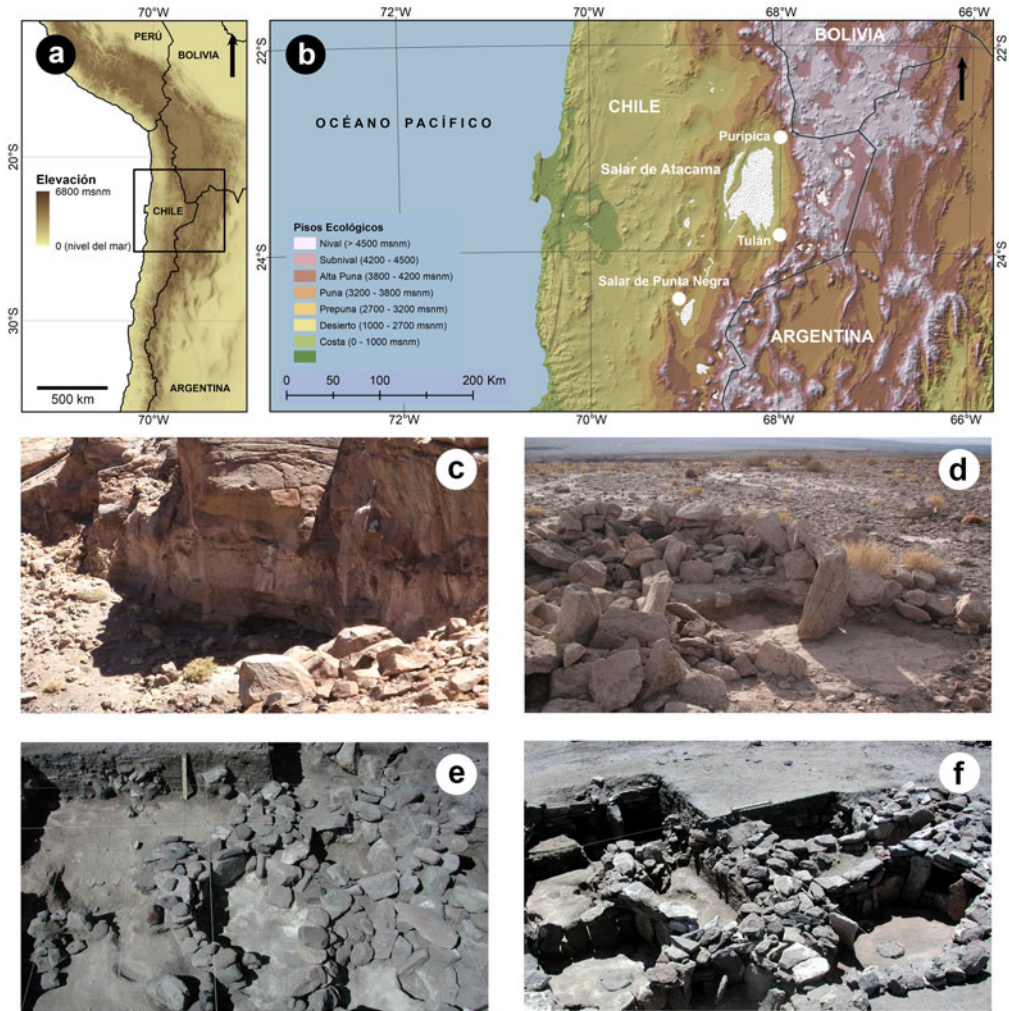 70°W
a
PERÚ
BOLIVIA
20°S
Elevación
6800 msnm
0 (nivel del mar)
CHILE
30°S
500 km
ARGENTINA
70°W
70°W
68°W
66°W
b
22°S
22°S
BOLIVIA
OCÉANO PACÍFICO
CHILE
Puripica
Salar de Atacama
Tulán
24°S
24°S
Salar de Punta Negra
ARGENTINA
Pisos Ecológicos
Nival (> 4500 msnm)
Subnival (4200 - 4500)
Alta Puna (3800 - 4200 msnm)
Puna (3200 - 3800 msnm)
Prepuna (2700 - 3200 msnm)
Desierto (1000 - 2700 msnm)
Costa (0 - 1000 msnm)
0 50 100 200 Km
72°W
70°W
68°W
66°W
c
d
e
f